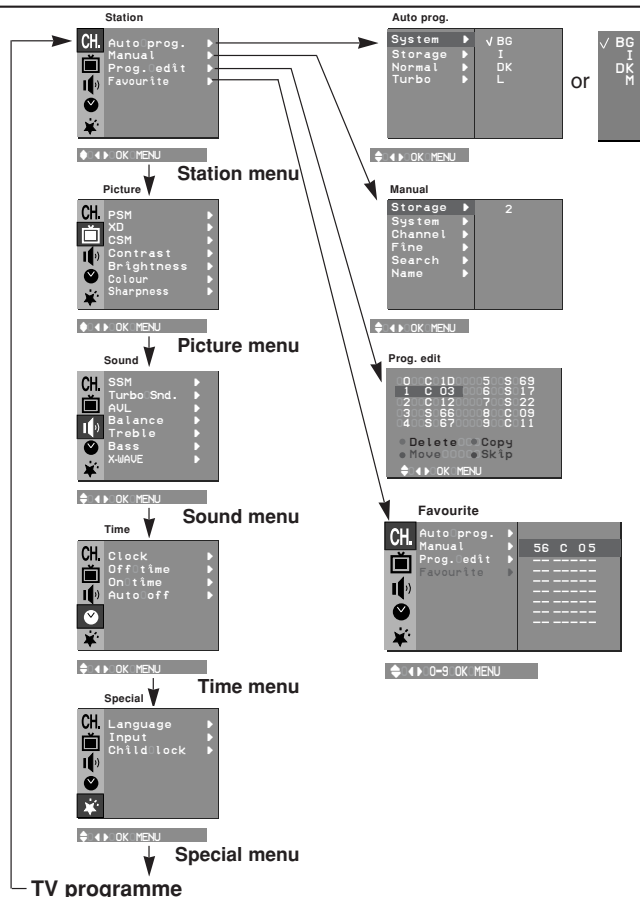 Station
CH.
Auto prog.
Manual
Prog. edit
Favourite
OK MENU
Station menu
Picture
CH.
PSM
XD
CSM
Contrast
Brightness
Colour
Sharpness
OK MENU
Picture menu
Sound
CH.
SSM
Turbo Snd.
AVL
Balance
Treble
Bass
X-WAVE
OK MENU
Sound menu
Time
CH.
Clock
Off time
On time
Auto off
OK MENU
Time menu
Special
CH.
Language
Input
Child lock
OK MENU
Special menu
TV programme
Auto prog.
System √ BG
Storage I
Normal DK
Turbo L
OK MENU
or
√ BG
I
DK
M
Manual
Storage 2
System
Channel
Fine
Search
Name
OK MENU
Prog. edit
0 C 1D 5 S 69
1 C 03 6 S 17
2 C 12 7 S 22
3 S 66 8 C 09
4 S 67 9 C 11
Delete Copy
Move Skip
OK MENU
Favourite
CH.
Auto prog.
Manual 56 C 05
Prog. edit -- ------
Favourite -- ------
-- ------
-- ------
-- ------
-- ------
0-9 OK MENU